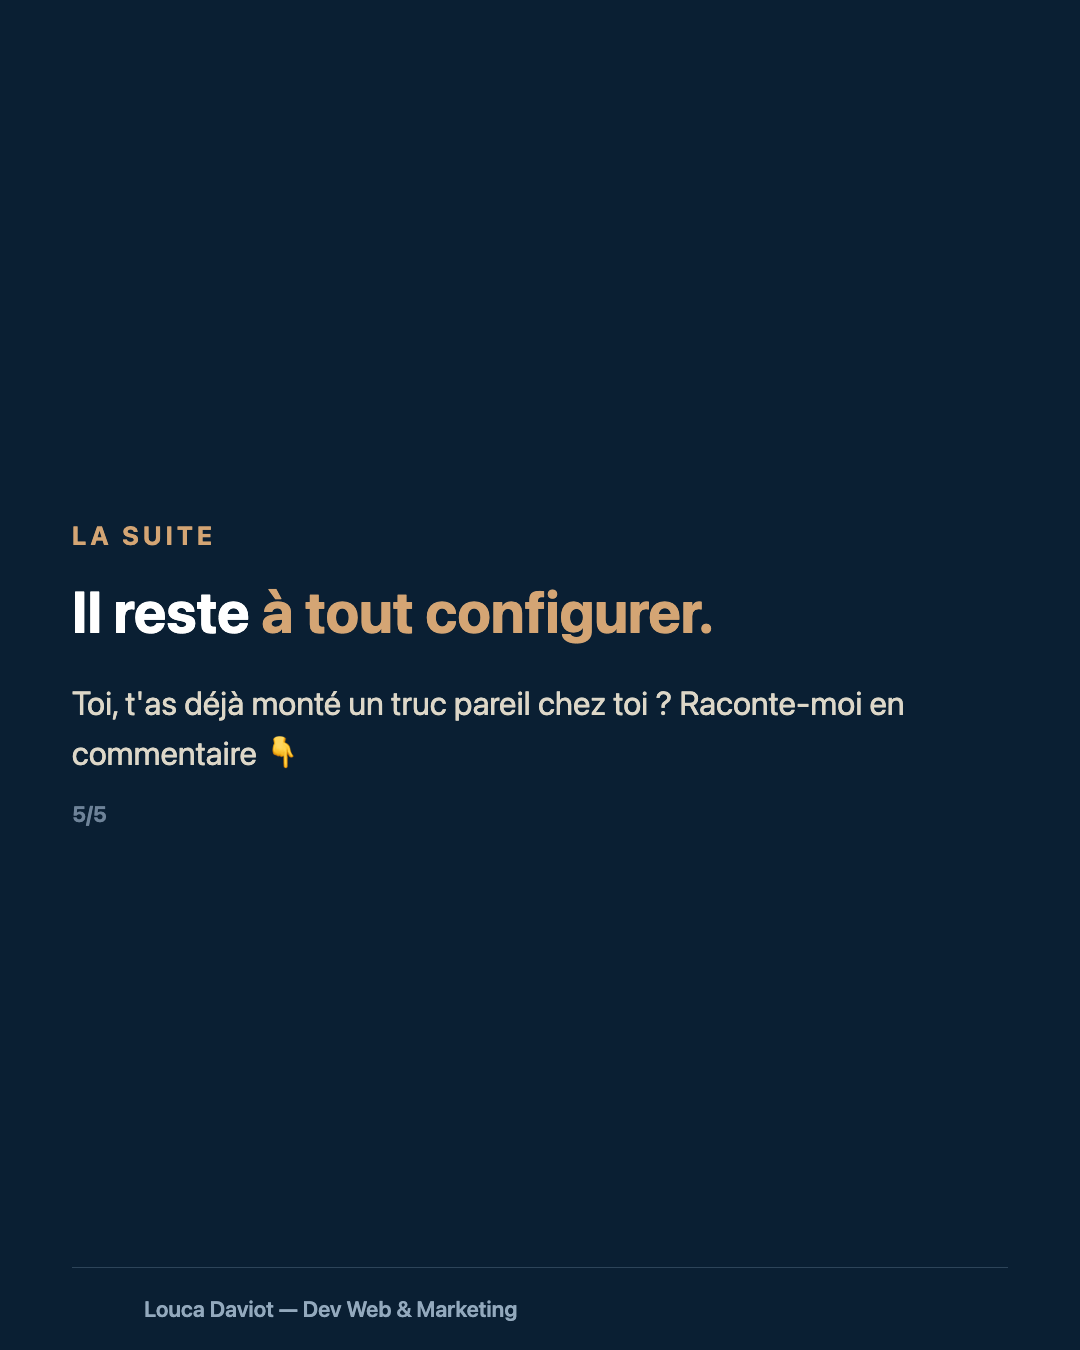 LA SUITE
Il reste à tout configurer.
Toi, t'as déjà monté un truc pareil chez toi ? Raconte-moi en
commentaire 👇
5/5
Louca Daviot — Dev Web & Marketing